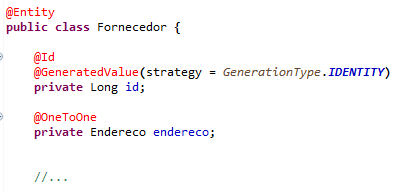 @Entity
public class Fornecedor {
@Id
@GeneratedValue(strategy = GenerationType.IDENTITY)
private Long id;
@OneToOne
private Endereco endereco;
//...